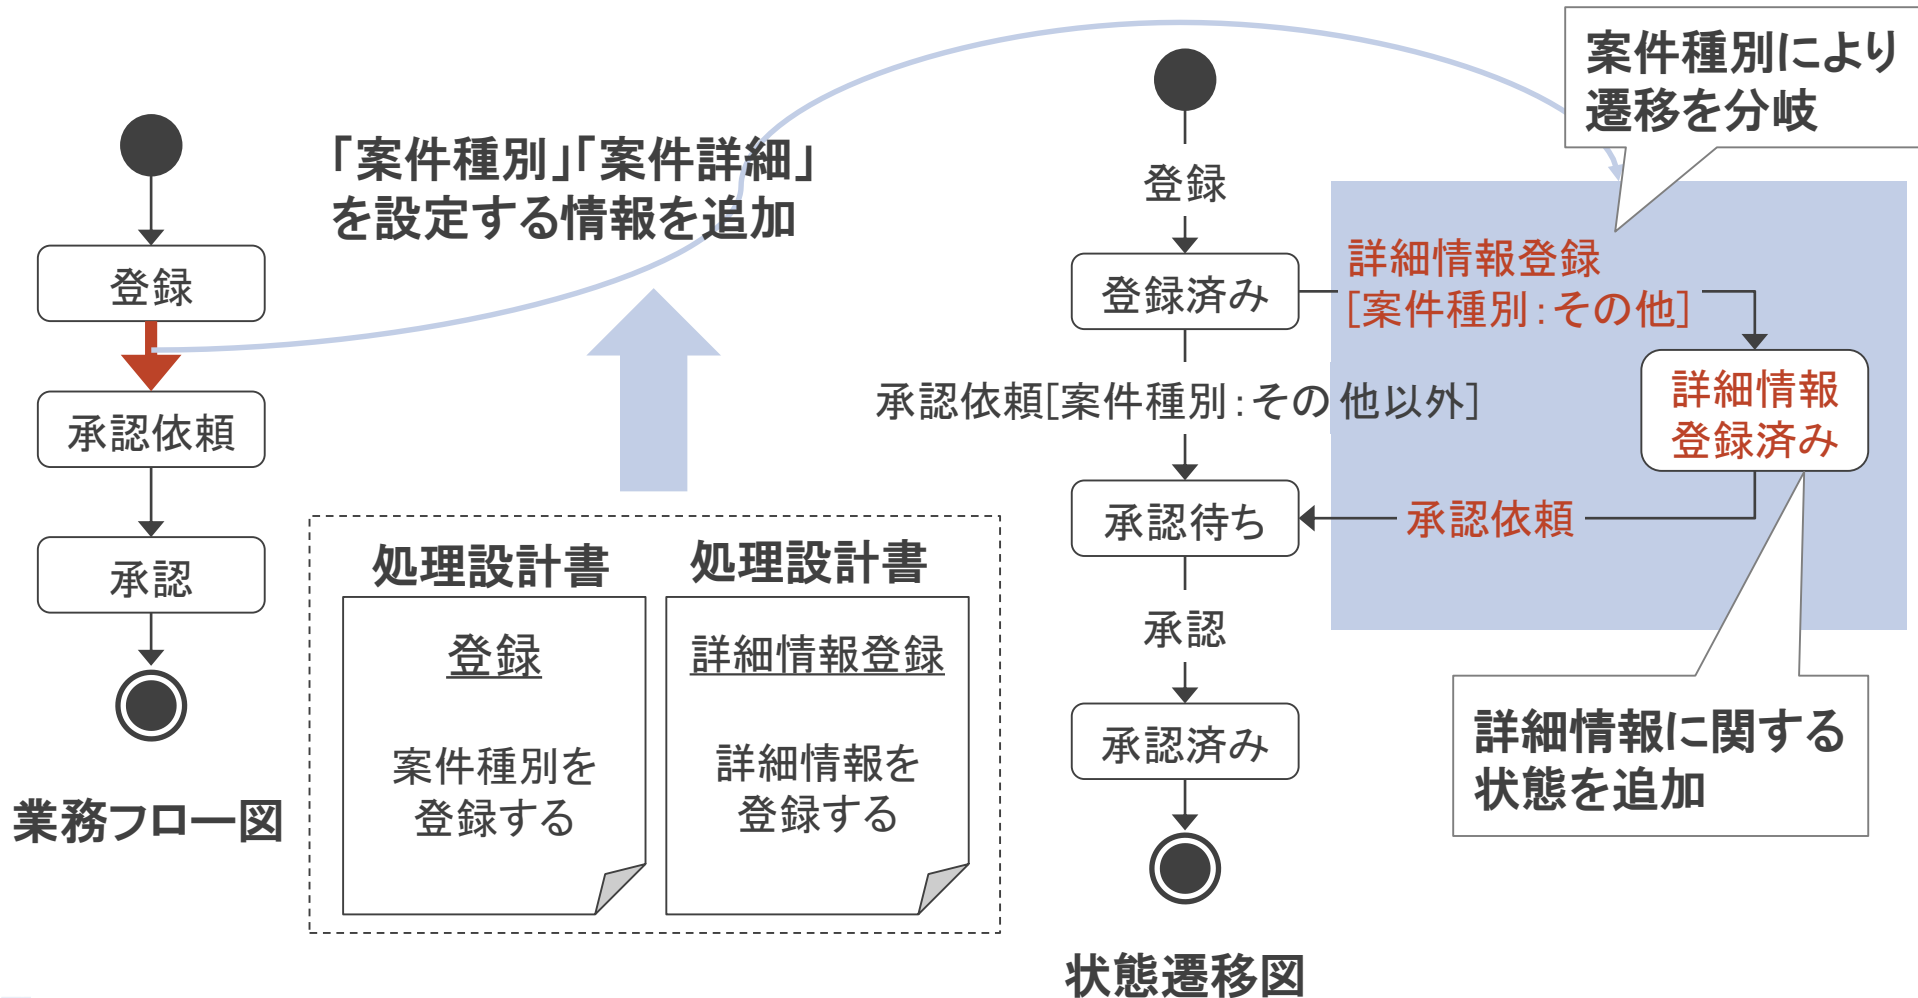 登録
承認依頼
承認
業務フロー図
「案件種別」「案件詳細」
を設定する情報を追加
処理設計書
登録
案件種別を
登録する
処理設計書
詳細情報登録
詳細情報を
登録する
登録
登録済み
承認依頼[案件種別:その他以外]
承認待ち
承認
承認済み
状態遷移図
案件種別により
遷移を分岐
詳細情報登録
[案件種別:その他]
詳細情報
登録済み
承認依頼
詳細情報に関する
状態を追加